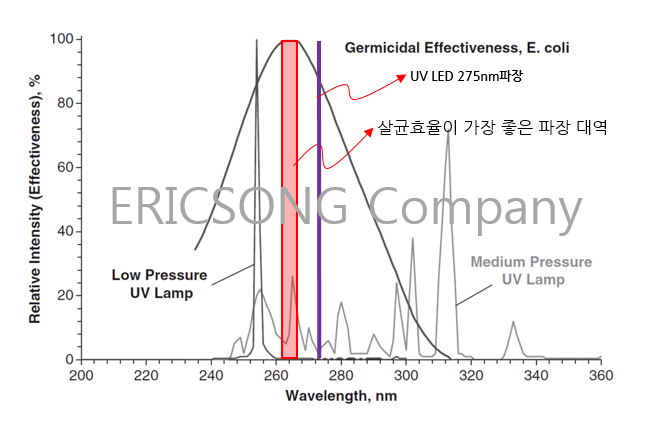 Germicidal Effectiveness, E. coli
UV LED 275nm파장
살균효율이 가장 좋은 파장 대역
ERICSONG Company
Low Pressure
UV Lamp
Medium Pressure
UV Lamp
Relative Intensity (Effectiveness), %
100
80
60
40
20
0
200
220
240
260
280
300
320
340
360
Wavelength, nm